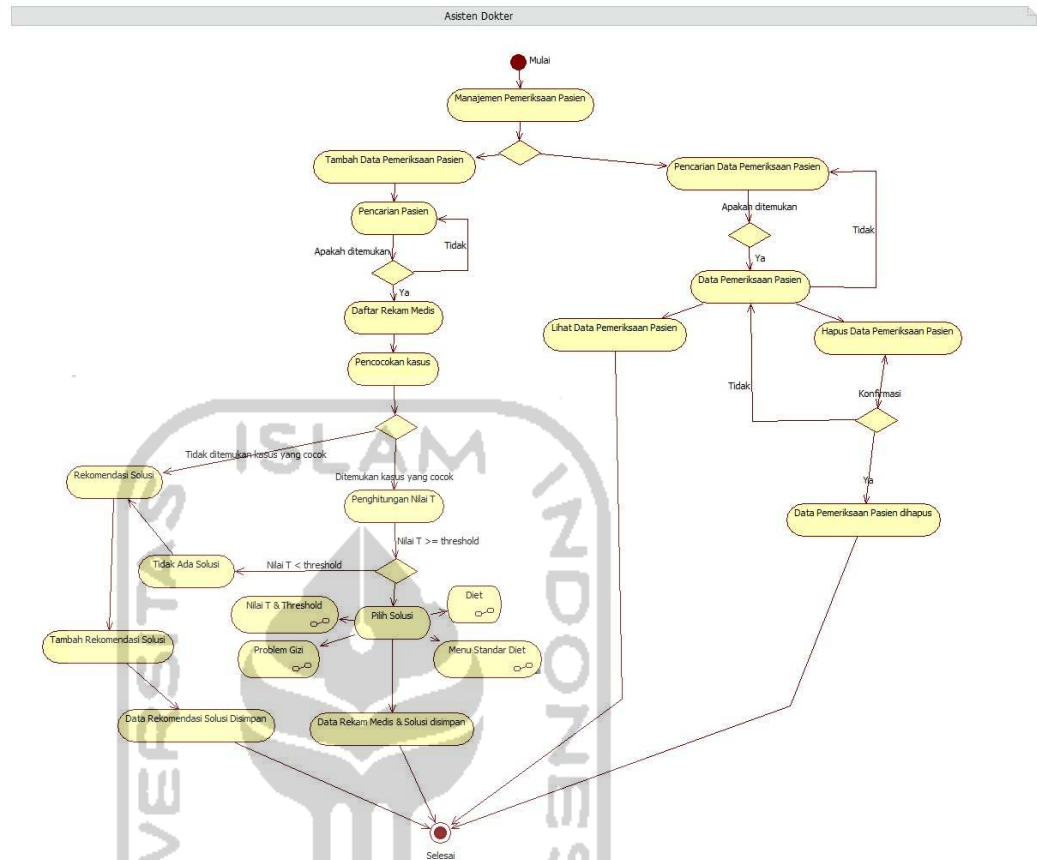 Asisten Dokter
Mulai
Manajemen Pemeriksaan Pasien
Tambah Data Pemeriksaan Pasien
Pencarian Data Pemeriksaan Pasien
Pencarian Pasien
Apakah ditemukan
Tidak
Tidak
Apakah ditemukan
Ya
Data Pemeriksaan Pasien
Ya
Daftar Rekam Medis
Lihat Data Pemeriksaan Pasien
Hapus Data Pemeriksaan Pasien
Pencocokan kasus
Tidak
Konfirmasi
ISLAM
Tidak ditemukan kasus yang cocok
Rekomendasi Solusi
Ditemukan kasus yang cocok
Ya
Penghitungan Nilai T
Data Pemeriksaan Pasien dihapus
Nilai T >= threshold
Tidak Ada Solusi
Nilai T < threshold
Diet
Nilai T & Threshold
Pilih Solusi
Tambah Rekomendasi Solusi
Problem Gizi
Menu Standar Diet
Data Rekomendasi Solusi Disimpan
Data Rekam Medis & Solusi disimpan
VERSITAS
INDONES
Selesai